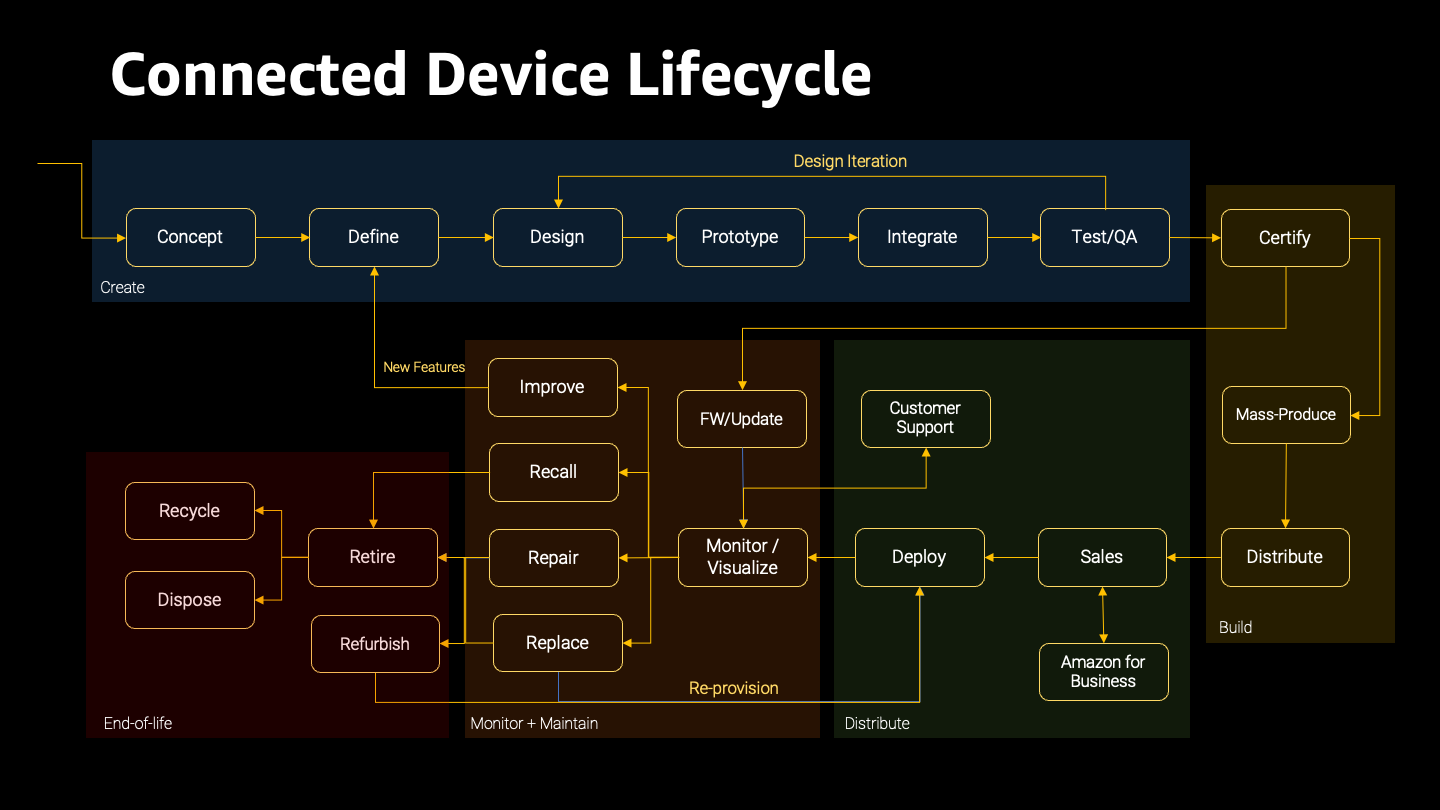 Connected Device Lifecycle
Design Iteration
Concept
Define
Design
Prototype
Integrate
Test/QA
Certify
Create
New Features
Improve
FW/Update
Customer
Support
Mass-Produce
Recall
Recycle
Retire
Repair
Monitor /
Visualize
Deploy
Sales
Distribute
Dispose
Refurbish
Replace
Amazon for
Business
Build
Re-provision
End-of-life
Monitor + Maintain
Distribute